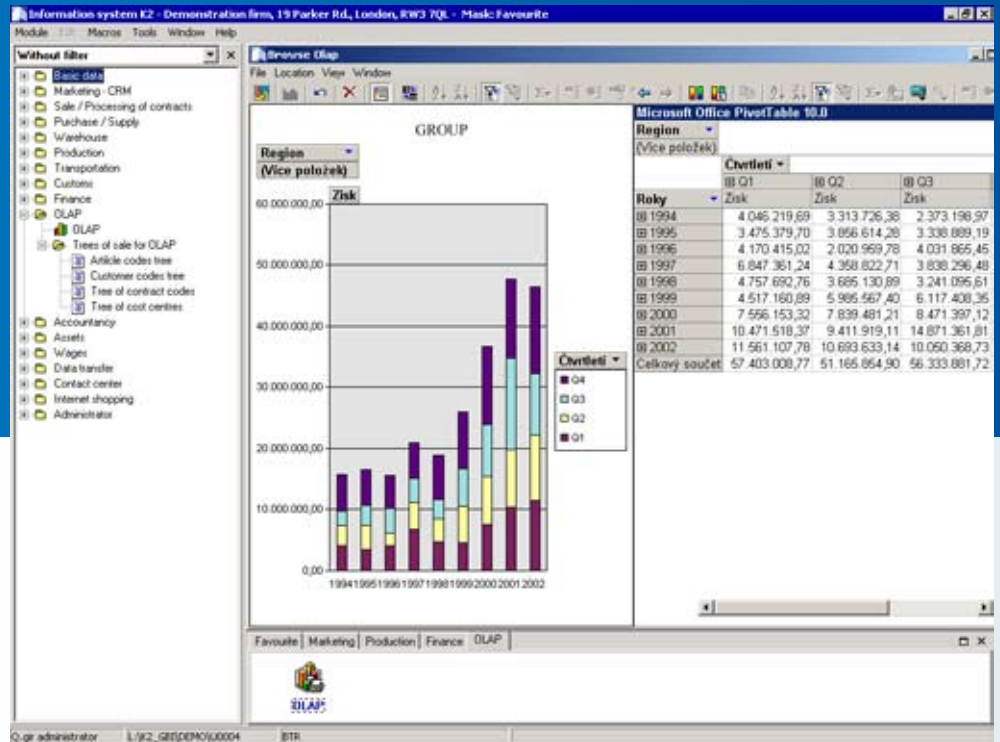 Information system K2 - Demonstration firm, 19 Parker Rd., London, RW3 7QL - Mask: Favourite
Module Edit Macros Tools Window Help
Without filter
Basic data
Marketing - CRM
Sale / Processing of contracts
Purchase / Supply
Warehouse
Production
Transportation
Customs
Finance
OLAP
OLAP
Trees of sale for OLAP
Article codes tree
Customer codes tree
Tree of contract codes
Tree of cost centres
Accountancy
Assets
Wages
Data transfer
Contact center
Internet shopping
Administrator
Browse Olap
File Location View Window
GROUP
Region
(Více položek)
Zisk
60.000.000,00
50.000.000,00
40.000.000,00
30.000.000,00
20.000.000,00
10.000.000,00
0,00
1994 1995 1996 1997 1998 1999 2000 2001 2002
Čtvrtletí
Q4
Q3
Q2
Q1
Microsoft Office PivotTable 10.0
Region
(Více položek)
Čtvrtletí
Q1 Q2 Q3
Roky Zisk Zisk Zisk
1994 4.046.219,69 3.313.726,38 2.373.198,97
1995 3.475.379,70 3.856.614,28 3.338.889,19
1996 4.170.415,02 2.020.959,78 4.031.865,45
1997 6.847.361,24 4.358.822,71 3.838.296,48
1998 4.757.692,76 3.685.130,89 3.241.095,61
1999 4.517.160,89 5.985.567,40 6.117.408,35
2000 7.556.153,32 7.839.481,21 8.471.397,12
2001 10.471.518,37 9.411.919,11 14.871.361,81
2002 11.561.107,78 10.693.633,14 10.050.368,73
Celkový součet 57.403.008,77 51.165.854,90 56.333.881,72
Favourite Marketing Production Finance OLAP
OLAP
Q.gir administrator L:\K2_GBD\DEMO\U0004 BTR